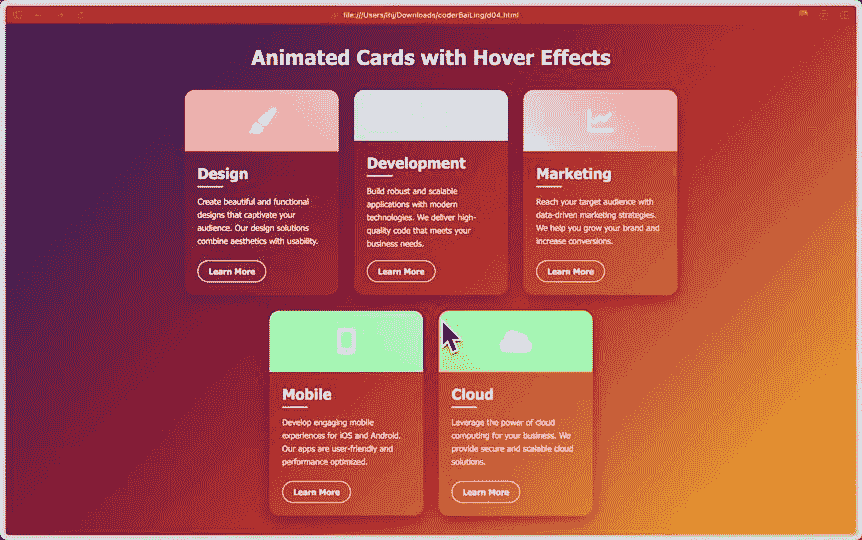 file:///Users/lhj/Downloads/coderBaiLing/d04.html
Animated Cards with Hover Effects
Design
Create beautiful and functional
designs that captivate your
audience. Our design solutions
combine aesthetics with usability.
Learn More
Development
Build robust and scalable
applications with modern
technologies. We deliver high-
quality code that meets your
business needs.
Learn More
Marketing
Reach your target audience with
data-driven marketing strategies.
We help you grow your brand and
increase conversions.
Learn More
Mobile
Develop engaging mobile
experiences for iOS and Android.
Our apps are user-friendly and
performance optimized.
Learn More
Cloud
Leverage the power of cloud
computing for your business. We
provide secure and scalable cloud
solutions.
Learn More